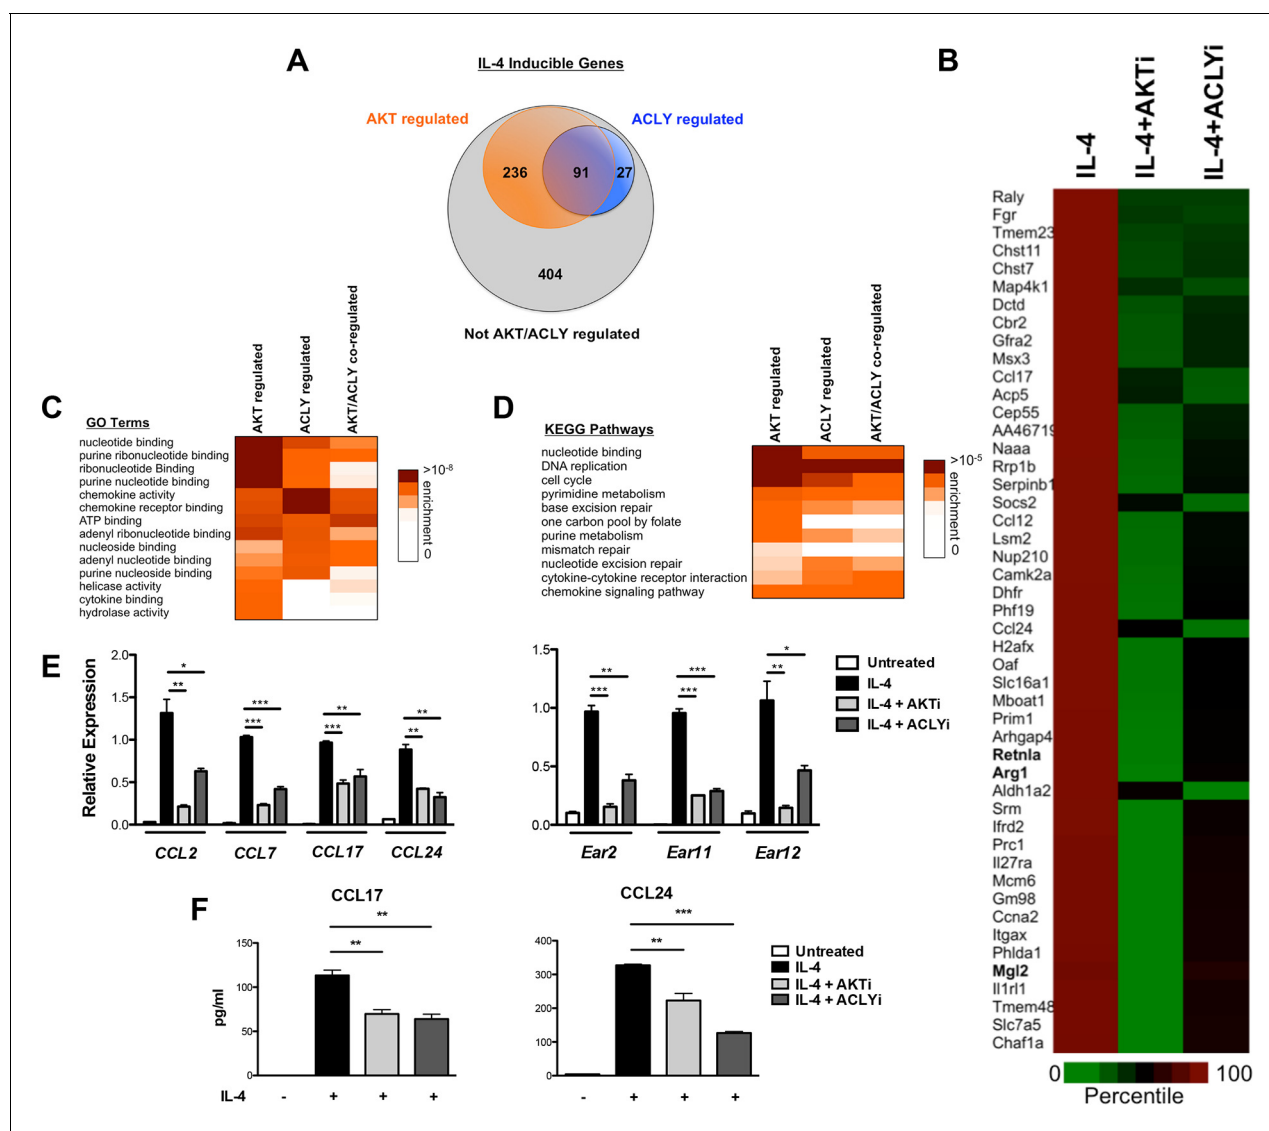 A
IL-4 Inducible Genes
AKT regulated
ACLY regulated
236
91
27
404
Not AKT/ACLY regulated
B
IL-4
IL-4+AKTi
IL-4+ACLYi
Raly
Fgr
Tmem23
Chst11
Chst7
Map4k1
Dctd
Cbr2
Gfra2
Msx3
Ccl17
Acp5
Cep55
AA46719
Naaa
Rrp1b
Serpinb1
Socs2
Ccl12
Lsm2
Nup210
Camk2a
Dhfr
Phf19
Ccl24
H2afx
Oaf
Slc16a1
Mboat1
Prim1
Arhgap4
Retnla
Arg1
Aldh1a2
Srm
Ifrd2
Prc1
Il27ra
Mcm6
Gm98
Ccna2
Itgax
Phlda1
Mgl2
Il1rl1
Tmem48
Slc7a5
Chaf1a
0
100
Percentile
C
GO Terms
AKT regulated
ACLY regulated
AKT/ACLY co-regulated
nucleotide binding
purine ribonucleotide binding
ribonucleotide Binding
purine nucleotide binding
chemokine activity
chemokine receptor binding
ATP binding
adenyl ribonucleotide binding
nucleoside binding
adenyl nucleotide binding
purine nucleoside binding
helicase activity
cytokine binding
hydrolase activity
>10-8
enrichment
0
D
KEGG Pathways
AKT regulated
ACLY regulated
AKT/ACLY co-regulated
nucleotide binding
DNA replication
cell cycle
pyrimidine metabolism
base excision repair
one carbon pool by folate
purine metabolism
mismatch repair
nucleotide excision repair
cytokine-cytokine receptor interaction
chemokine signaling pathway
>10-5
enrichment
0
E
Relative Expression
2.0
1.5
1.0
0.5
0.0
*
**
***
***
**
***
**
**
CCL2
CCL7
CCL17
CCL24
1.5
1.0
0.5
0.0
**
***
***
***
*
**
Ear2
Ear11
Ear12
Untreated
IL-4
IL-4 + AKTi
IL-4 + ACLYi
F
CCL17
pg/ml
150
100
50
0
**
**
IL-4
- + + +
CCL24
400
300
200
100
0
***
**
- + + +
Untreated
IL-4
IL-4 + AKTi
IL-4 + ACLYi